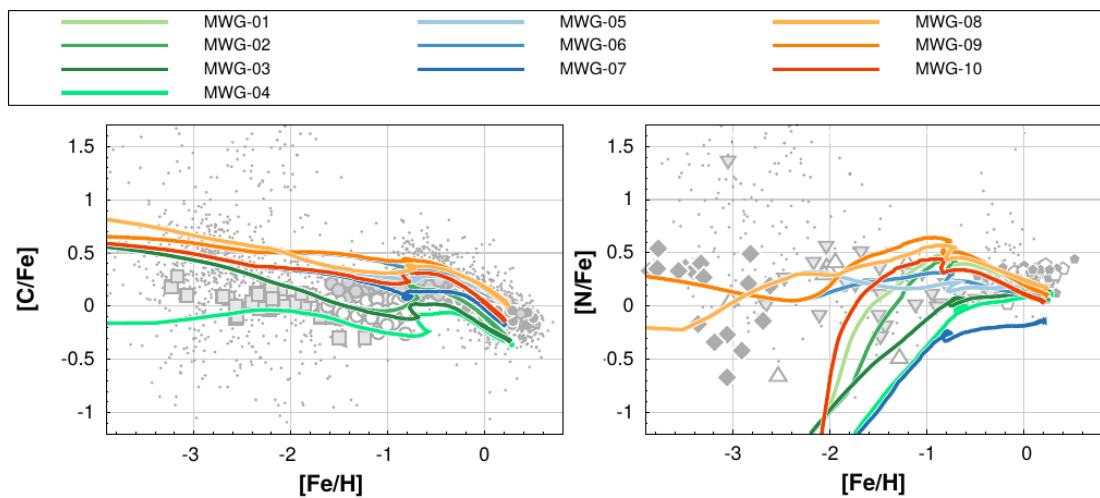 MWG-01 MWG-05 MWG-08
MWG-02 MWG-06 MWG-09
MWG-03 MWG-07 MWG-10
MWG-04
[C/Fe]
1.5
1
0.5
0
-0.5
-1
-3 -2 -1 0
[Fe/H]
[N/Fe]
1.5
1
0.5
0
-0.5
-1
-3 -2 -1 0
[Fe/H]